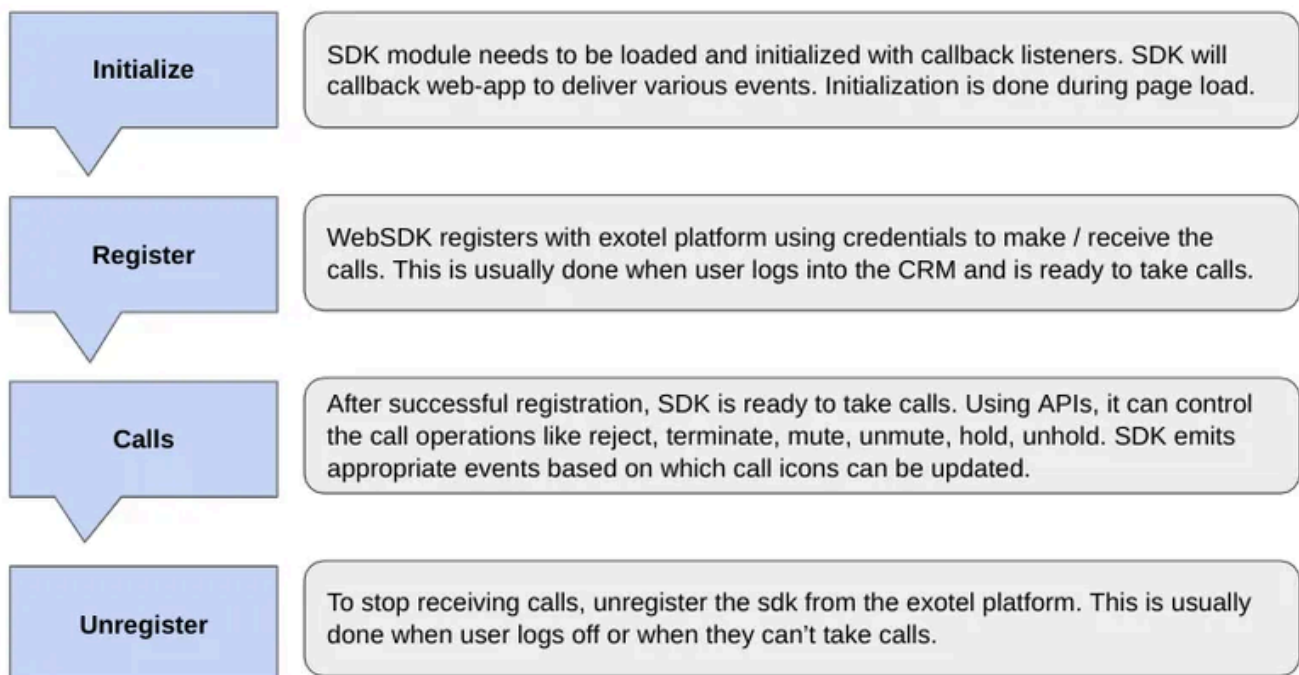 Initialize
SDK module needs to be loaded and initialized with callback listeners. SDK will
callback web-app to deliver various events. Initialization is done during page load.
Register
WebSDK registers with exotel platform using credentials to make / receive the
calls. This is usually done when user logs into the CRM and is ready to take calls.
Calls
After successful registration, SDK is ready to take calls. Using APIs, it can control
the call operations like reject, terminate, mute, unmute, hold, unhold. SDK emits
appropriate events based on which call icons can be updated.
Unregister
To stop receiving calls, unregister the sdk from the exotel platform. This is usually
done when user logs off or when they can’t take calls.